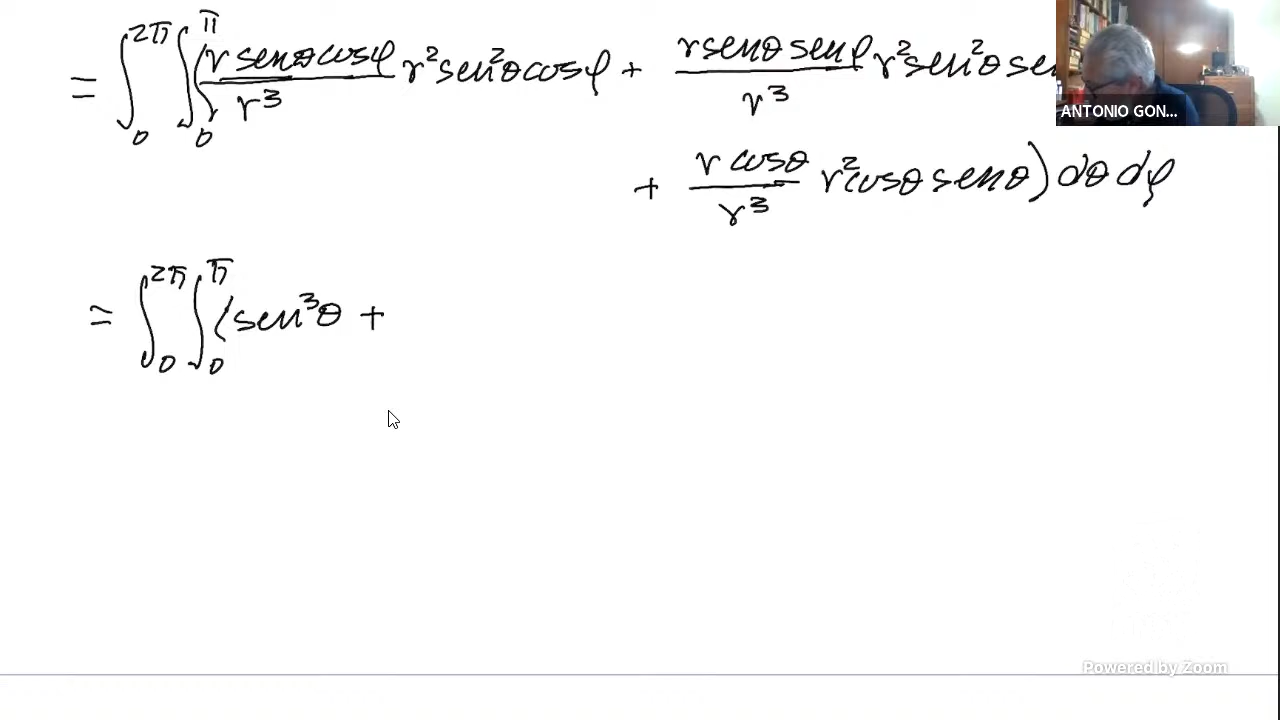 = ∫₀^{2π} ∫₀^{π} ( r senθ cosφ / r³ r² sen²θ cosφ + r senθ senφ / r³ r² sen²θ sen
+ r cosθ / r³ r² cosθ senθ ) dθ dφ
= ∫₀^{2π} ∫₀^{π} ( sen³θ +
ANTONIO GON...
Powered by Zoom